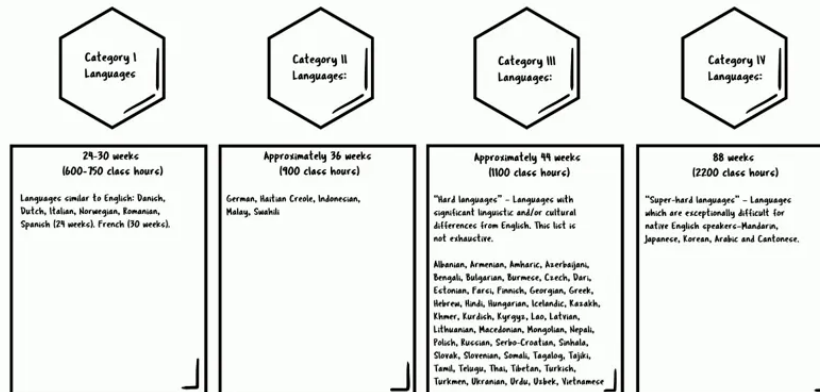 Category I
Languages
Category II
Languages:
Category III
Languages:
Category IV
Languages:
24-30 weeks
(600-750 class hours)
Languages similar to English: Danish,
Dutch, Italian, Norwegian, Romanian,
Spanish (24 weeks). French (30 weeks).
Approximately 36 weeks
(900 class hours)
German, Haitian Creole, Indonesian,
Malay, Swahili
Approximately 44 weeks
(1100 class hours)
"Hard languages" - Languages with
significant linguistic and/or cultural
differences from English. This list is
not exhaustive.
Albanian, Armenian, Amharic, Azerbaijani,
Bengali, Bulgarian, Burmese, Czech, Dari,
Estonian, Farsi, Finnish, Georgian, Greek,
Hebrew, Hindi, Hungarian, Icelandic, Kazakh,
Khmer, Kurdish, Kyrgyz, Lao, Latvian,
Lithuanian, Macedonian, Mongolian, Nepali,
Polish, Russian, Serbo-Croatian, Sinhala,
Slovak, Slovenian, Somali, Tagalog, Tajiki,
Tamil, Telugu, Thai, Tibetan, Turkish,
Turkmen, Ukranian, Urdu, Uzbek, Vietnamese
88 weeks
(2200 class hours)
"Super-hard languages" - Languages
which are exceptionally difficult for
native English speakers-Mandarin,
Japanese, Korean, Arabic and Cantonese.